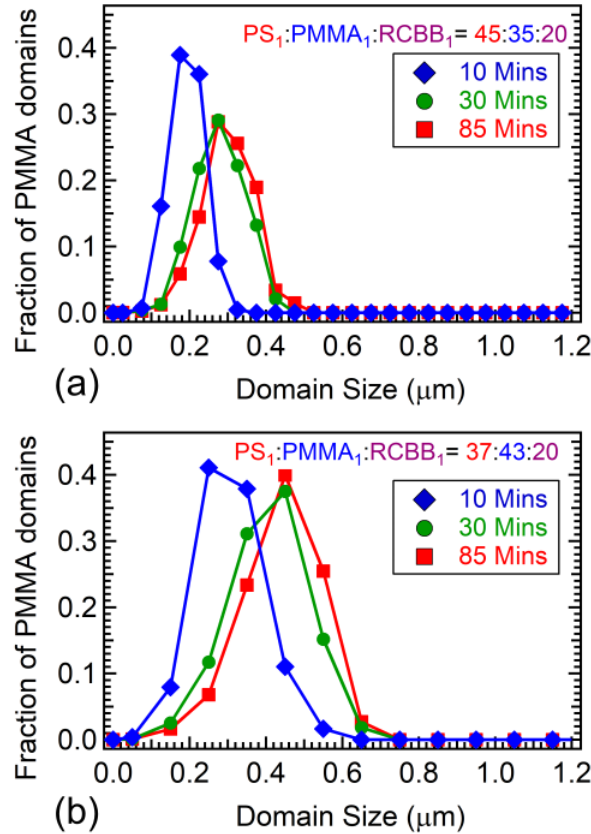 PS₁:PMMA₁:RCBB₁= 45:35:20
10 Mins
30 Mins
85 Mins
Fraction of PMMA domains
0.4
0.3
0.2
0.1
0.0
0.0 0.2 0.4 0.6 0.8 1.0 1.2
Domain Size (μm)
(a)
PS₁:PMMA₁:RCBB₁= 37:43:20
10 Mins
30 Mins
85 Mins
Fraction of PMMA domains
0.4
0.3
0.2
0.1
0.0
0.0 0.2 0.4 0.6 0.8 1.0 1.2
Domain Size (μm)
(b)